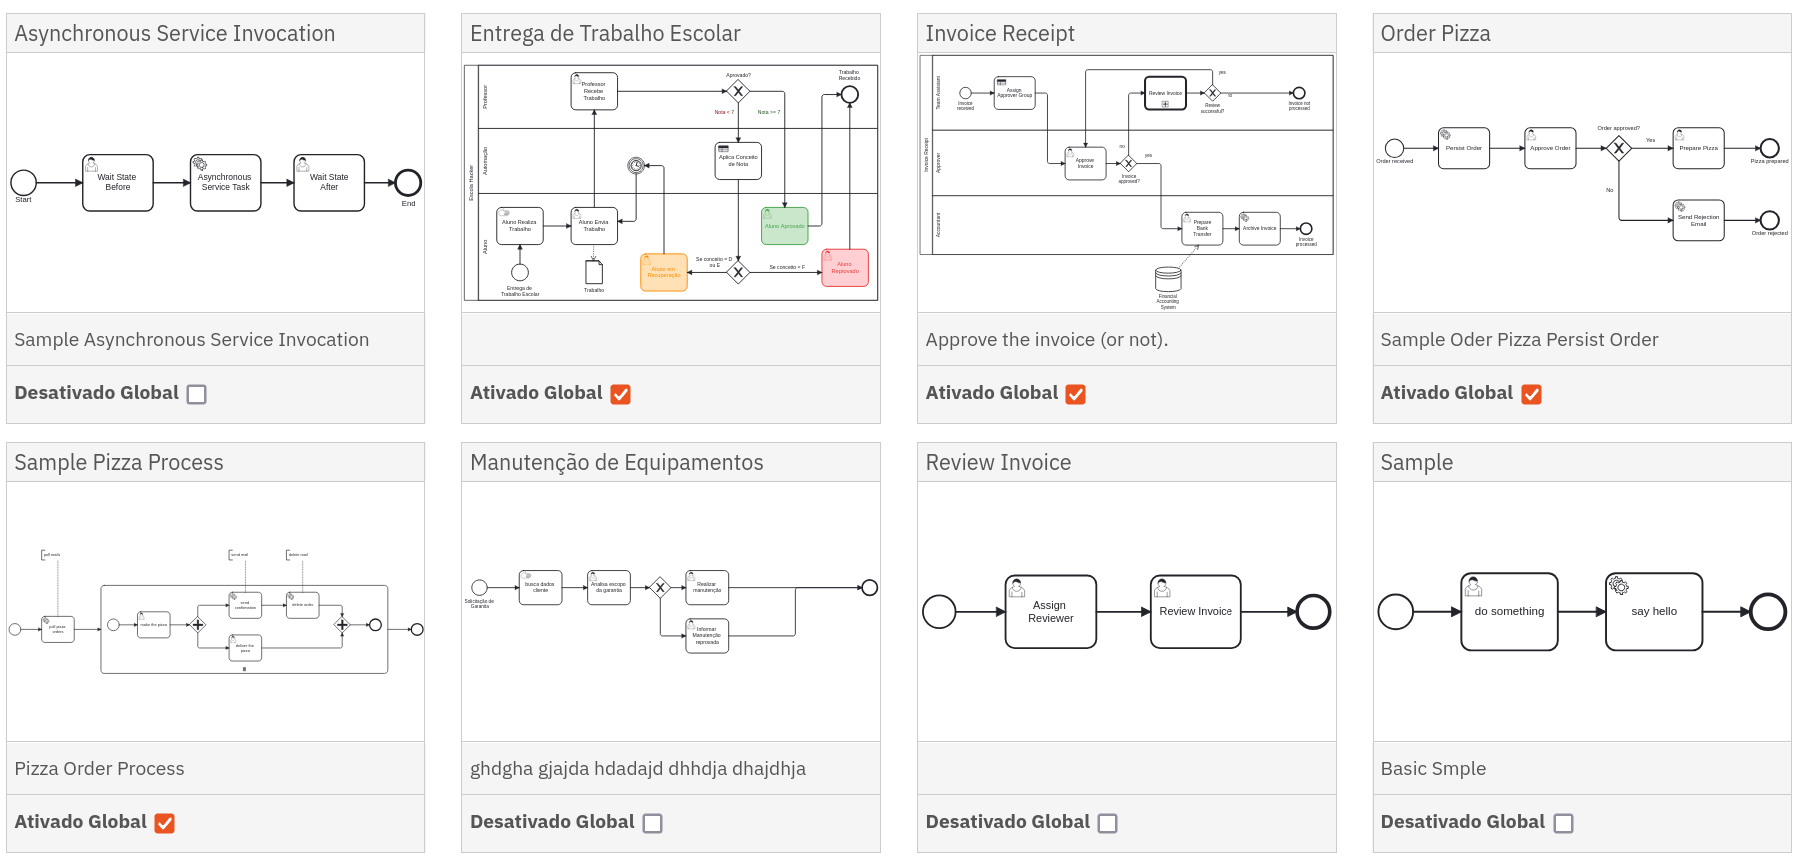 Asynchronous Service Invocation
Start
Wait State
Before
Asynchronous
Service Task
Wait State
After
End
Sample Asynchronous Service Invocation
Desativado Global
Entrega de Trabalho Escolar
Escola Hacker
Professor
Automação
Aluno
Professor
Recebe
Trabalho
Aprovado?
Trabalho
Recebido
Nota < 7
Nota >= 7
Aplica Conceito
de Nota
Aluno Realiza
Trabalho
Aluno Envia
Trabalho
Aluno Aprovado
Aluno em
Recuperação
Se conceito = D
ou E
Se conceito = F
Aluno
Reprovado
Entrega de
Trabalho Escolar
Trabalho
Ativado Global
Invoice Receipt
Invoice Receipt
Team Assistant
Approver
Accountant
Invoice
received
Assign
Approver Group
Review Invoice
yes
no
Review
successful?
Invoice not
processed
Approve
Invoice
no
yes
Invoice
approved?
Prepare
Bank
Transfer
Archive Invoice
Invoice
processed
Financial
Accounting
System
Approve the invoice (or not).
Ativado Global
Order Pizza
Order received
Persist Order
Approve Order
Order approved?
Yes
Prepare Pizza
Pizza prepared
No
Send Rejection
Email
Order rejected
Sample Oder Pizza Persist Order
Ativado Global
Sample Pizza Process
poll mails
send mail
delete mail
poll pizza
orders
make the pizza
send
confirmation
delete order
deliver the
pizza
Pizza Order Process
Ativado Global
Manutenção de Equipamentos
Solicitação de
Garantia
busca dados
cliente
Analisa escopo
da garantia
Realizar
manutenção
Informar
Manutenção
reprovada
ghdgha gjajda hdadajd dhhdja dhajdhja
Desativado Global
Review Invoice
Assign
Reviewer
Review Invoice
Desativado Global
Sample
do something
say hello
Basic Smple
Desativado Global